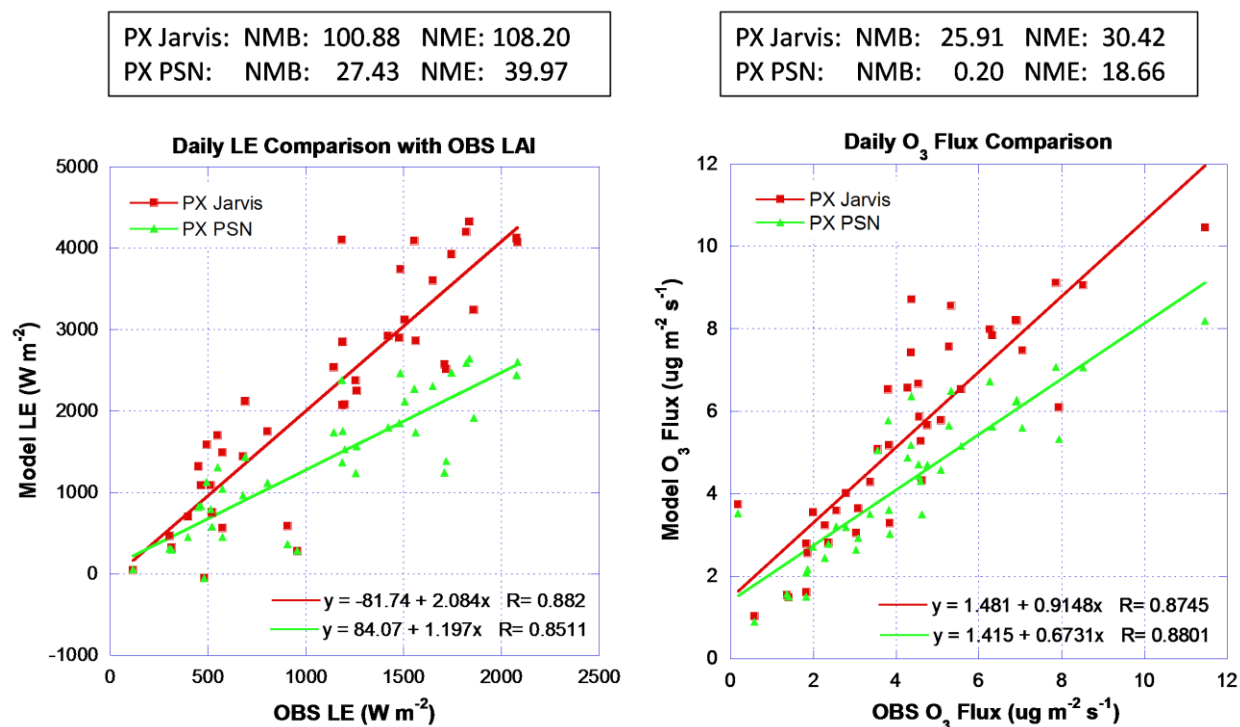 PX Jarvis: NMB: 100.88 NME: 108.20
PX PSN: NMB: 27.43 NME: 39.97
PX Jarvis: NMB: 25.91 NME: 30.42
PX PSN: NMB: 0.20 NME: 18.66
Daily LE Comparison with OBS LAI
5000
4000
3000
2000
1000
0
−1000
Model LE (W m⁻²)
PX Jarvis
PX PSN
y = −81.74 + 2.084x R= 0.882
y = 84.07 + 1.197x R= 0.8511
0
500
1000
1500
2000
2500
OBS LE (W m⁻²)
Daily O₃ Flux Comparison
12
10
8
6
4
2
0
Model O₃ Flux (ug m⁻² s⁻¹)
PX Jarvis
PX PSN
y = 1.481 + 0.9148x R= 0.8745
y = 1.415 + 0.6731x R= 0.8801
0
2
4
6
8
10
12
OBS O₃ Flux (ug m⁻² s⁻¹)